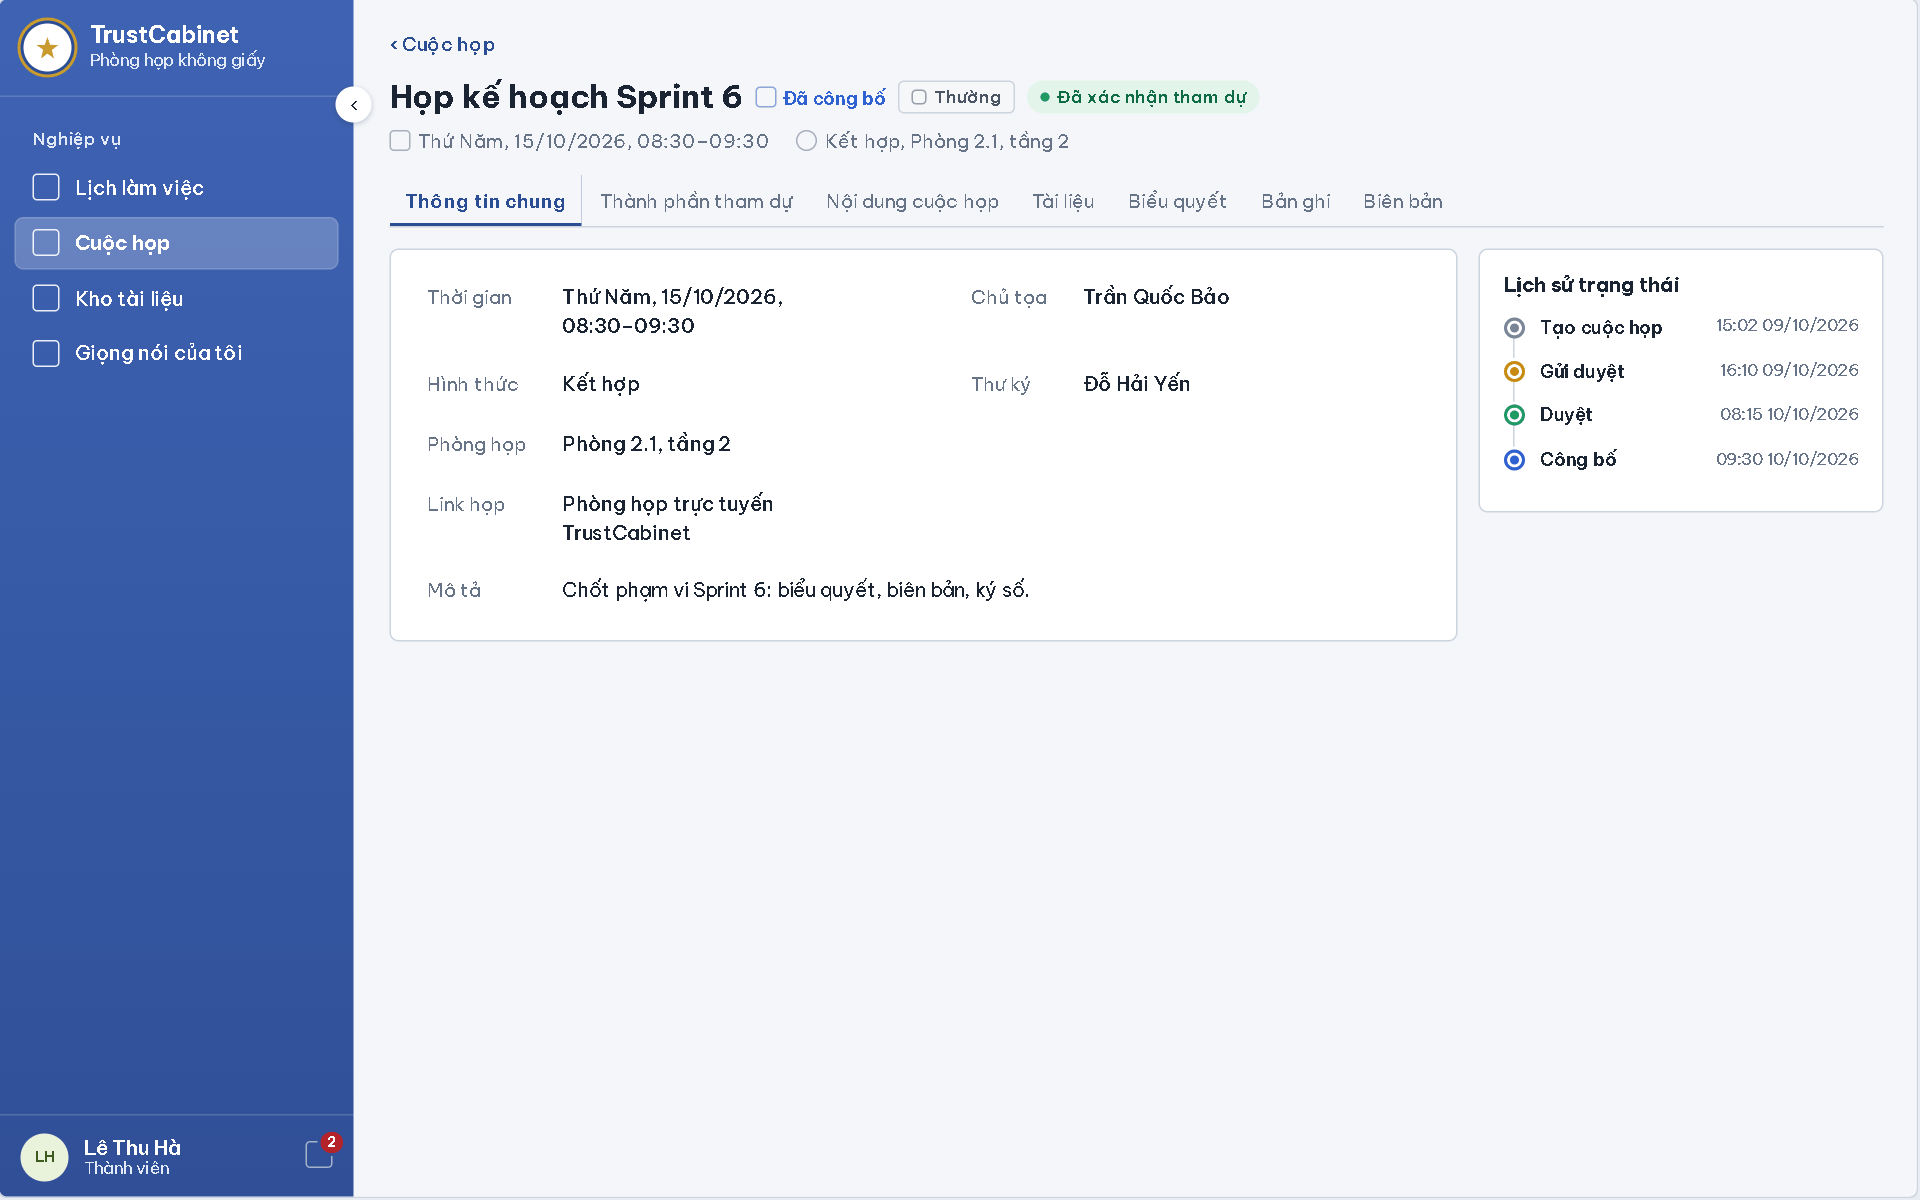 TrustCabinet
Phòng họp không giấy
Nghiệp vụ
Lịch làm việc
Cuộc họp
Kho tài liệu
Giọng nói của tôi
LH
Lê Thu Hà
Thành viên
2
‹ Cuộc họp
Họp kế hoạch Sprint 6
Đã công bố
Thường
Đã xác nhận tham dự
Thứ Năm, 15/10/2026, 08:30–09:30
Kết hợp, Phòng 2.1, tầng 2
Thông tin chung
Thành phần tham dự
Nội dung cuộc họp
Tài liệu
Biểu quyết
Bản ghi
Biên bản
Thời gian
Thứ Năm, 15/10/2026,
08:30–09:30
Chủ tọa
Trần Quốc Bảo
Hình thức
Kết hợp
Thư ký
Đỗ Hải Yến
Phòng họp
Phòng 2.1, tầng 2
Link họp
Phòng họp trực tuyến
TrustCabinet
Mô tả
Chốt phạm vi Sprint 6: biểu quyết, biên bản, ký số.
Lịch sử trạng thái
Tạo cuộc họp
15:02 09/10/2026
Gửi duyệt
16:10 09/10/2026
Duyệt
08:15 10/10/2026
Công bố
09:30 10/10/2026